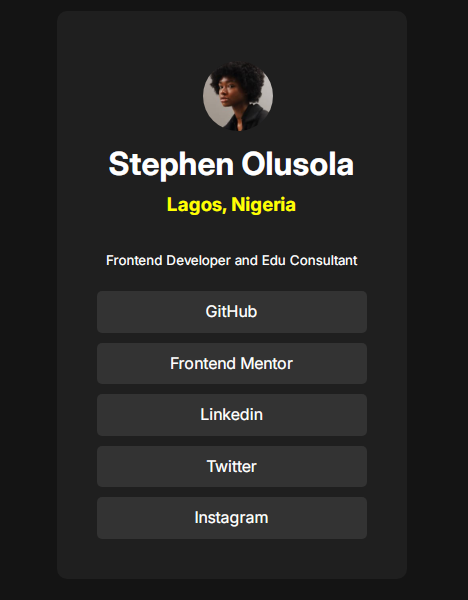 Stephen Olusola
Lagos, Nigeria
Frontend Developer and Edu Consultant
GitHub
Frontend Mentor
Linkedin
Twitter
Instagram